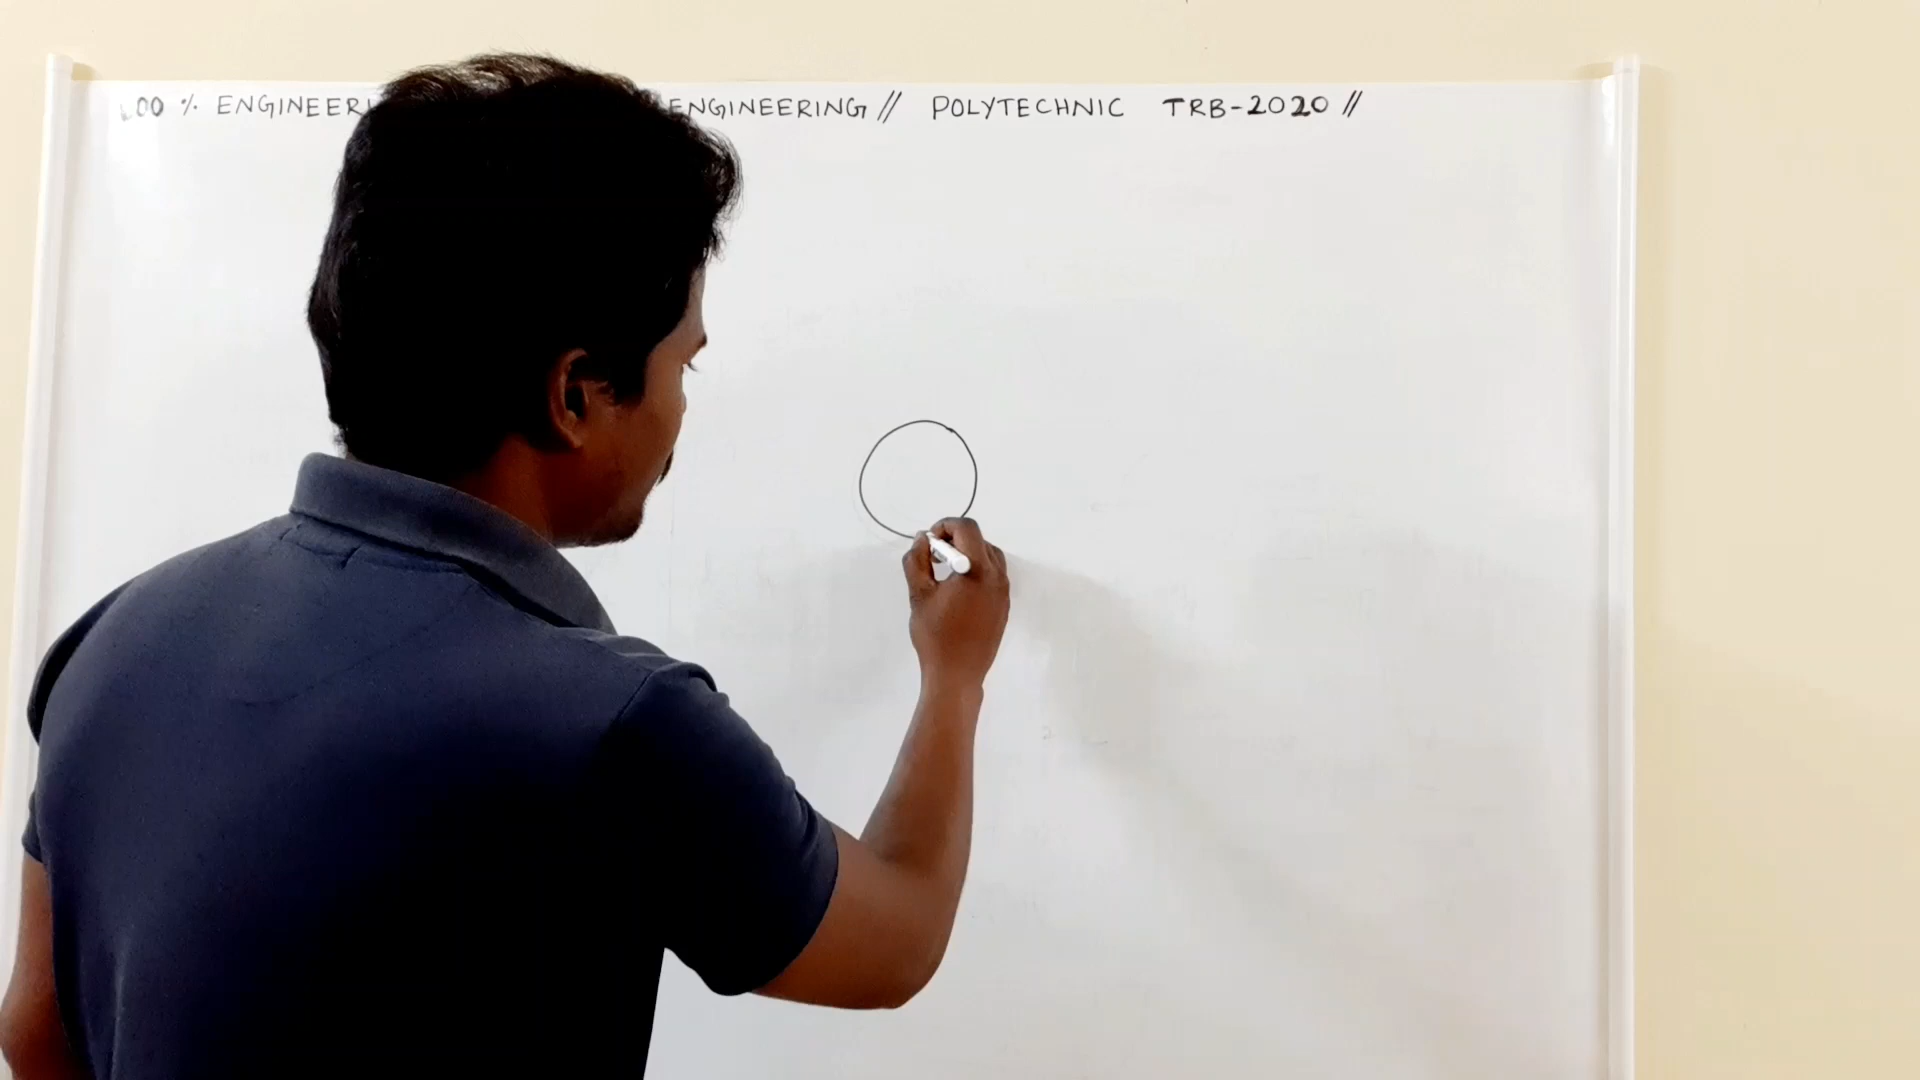 100 % ENGINEERI ENGINEERING // POLYTECHNIC TRB-2020 //